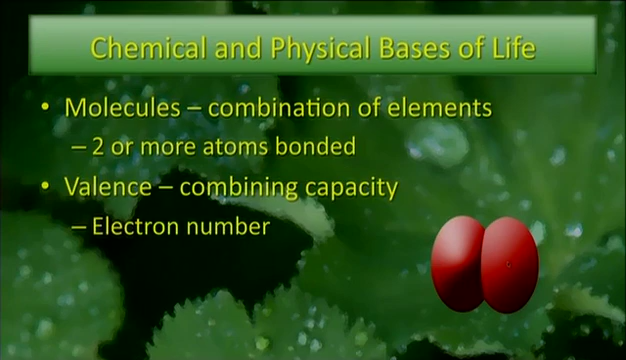 Chemical and Physical Bases of Life
• Molecules – combination of elements
– 2 or more atoms bonded
• Valence – combining capacity
– Electron number